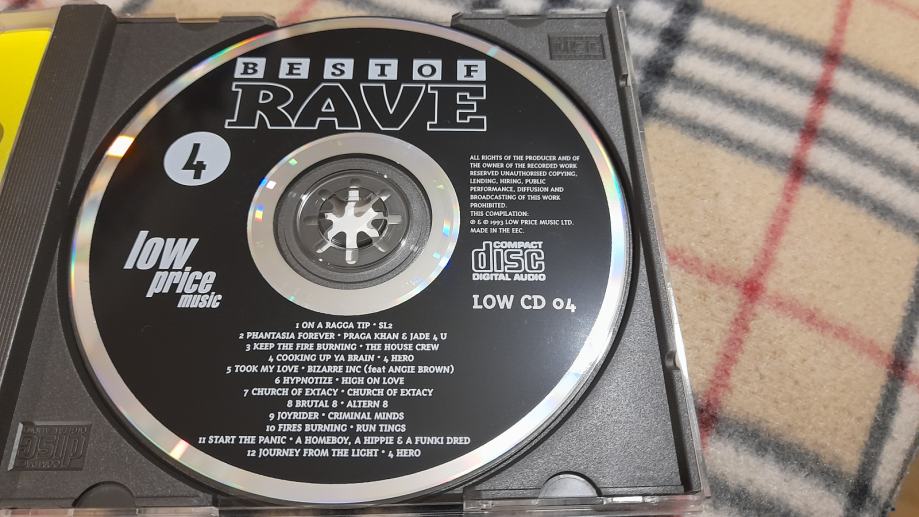 BEST OF
RAVE
4
ALL RIGHTS OF THE PRODUCER AND OF
THE OWNER OF THE RECORDED WORK
RESERVED UNAUTHORISED COPYING,
LENDING, HIRING, PUBLIC
PERFORMANCE, DIFFUSION AND
BROADCASTING OF THIS WORK
PROHIBITED.
THIS COMPILATION:
℗ & © 1993 LOW PRICE MUSIC LTD.
MADE IN THE EEC.
low
price
music
COMPACT
disc
DIGITAL AUDIO
LOW CD 04
1 ON A RAGGA TIP • SL2
2 PHANTASIA FOREVER • PRAGA KHAN & JADE 4 U
3 KEEP THE FIRE BURNING • THE HOUSE CREW
4 COOKING UP YA BRAIN • 4 HERO
5 TOOK MY LOVE • BIZARRE INC (feat ANGIE BROWN)
6 HYPNOTIZE • HIGH ON LOVE
7 CHURCH OF EXTACY • CHURCH OF EXTACY
8 BRUTAL 8 • ALTERN 8
9 JOYRIDER • CRIMINAL MINDS
10 FIRES BURNING • RUN TINGS
11 START THE PANIC • A HOMEBOY, A HIPPIE & A FUNKI DRED
12 JOURNEY FROM THE LIGHT • 4 HERO
disc